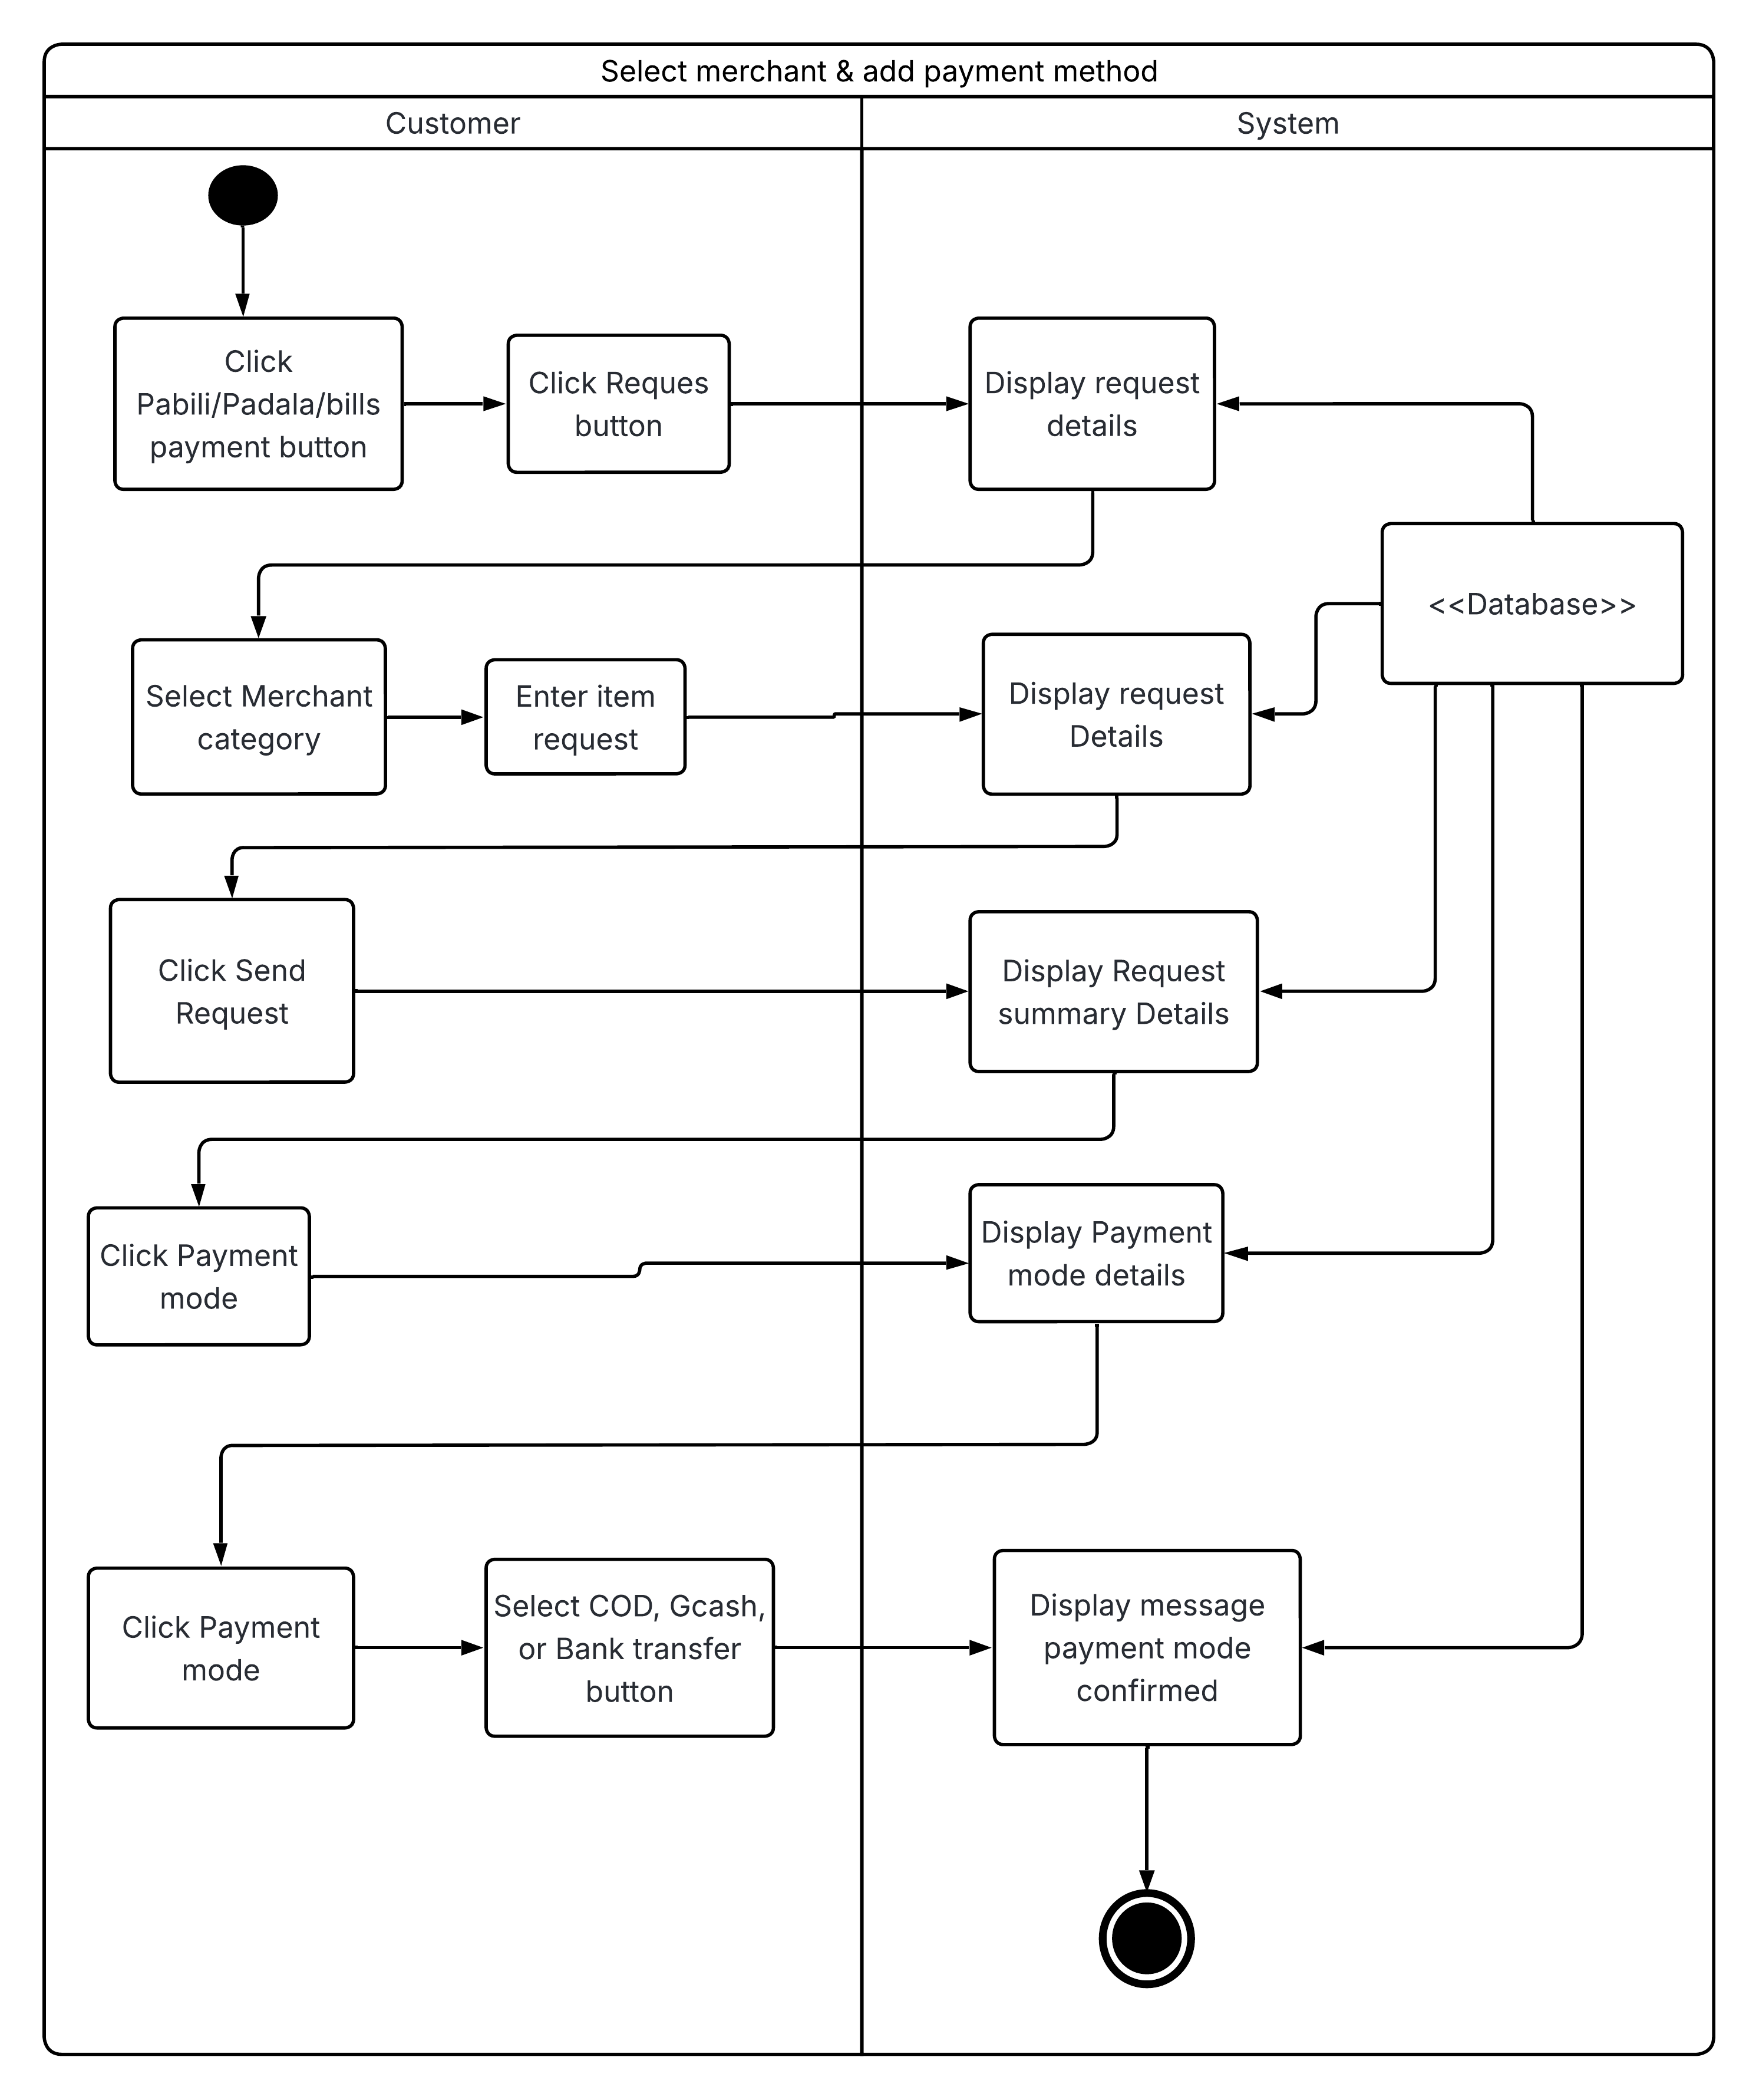 Select merchant & add payment method
Customer
System
Click
Pabili/Padala/bills
payment button
Click Reques
button
Display request
details
<<Database>>
Select Merchant
category
Enter item
request
Display request
Details
Click Send
Request
Display Request
summary Details
Click Payment
mode
Display Payment
mode details
Click Payment
mode
Select COD, Gcash,
or Bank transfer
button
Display message
payment mode
confirmed